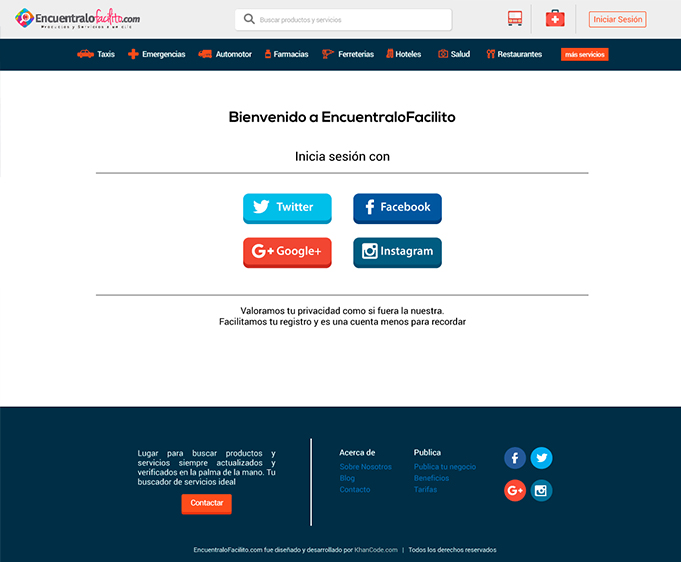 Encuentralofacilito.com
Productos y Servicios a un clic
Buscar productos y servicios
Iniciar Sesión
Taxis
Emergencias
Automotor
Farmacias
Ferreterias
Hoteles
Salud
Restaurantes
más servicios
Bienvenido a EncuentraloFacilito
Inicia sesión con
Twitter
Facebook
G+ Google+
Instagram
Valoramos tu privacidad como si fuera la nuestra.
Facilitamos tu registro y es una cuenta menos para recordar
Lugar para buscar productos y
servicios siempre actualizados y
verificados en la palma de la mano. Tu
buscador de servicios ideal
Contactar
Acerca de
Sobre Nosotros
Blog
Contacto
Publica
Publica tu negocio
Beneficios
Tarifas
G+
EncuentraloFacilito.com fue diseñado y desarrollado por KhanCode.com | Todos los derechos reservados